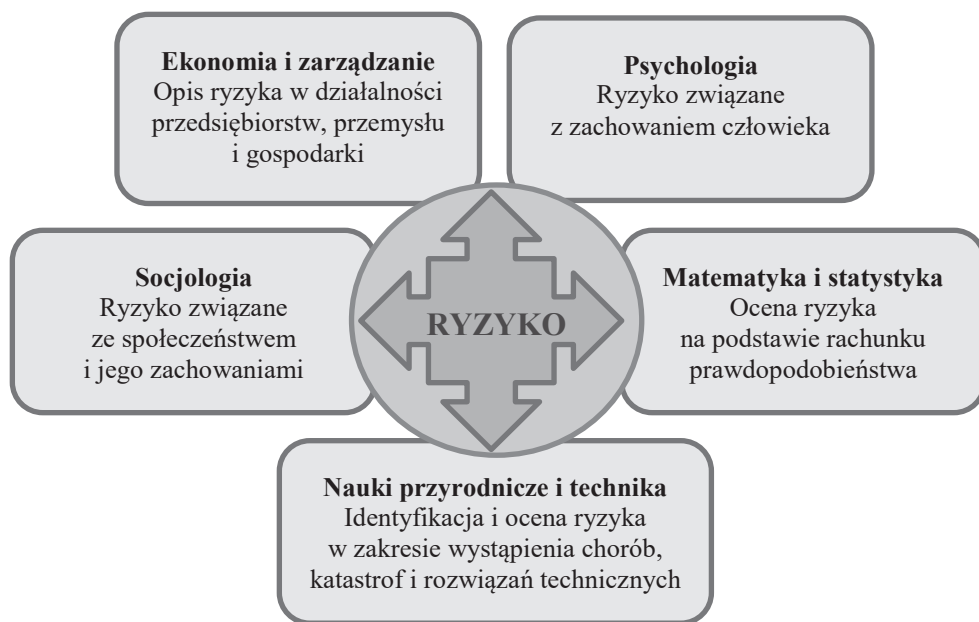 Ekonomia i zarządzanie
Opis ryzyka w działalności
przedsiębiorstw, przemysłu
i gospodarki
Psychologia
Ryzyko związane
z zachowaniem człowieka
Socjologia
Ryzyko związane
ze społeczeństwem
i jego zachowaniami
RYZYKO
Matematyka i statystyka
Ocena ryzyka
na podstawie rachunku
prawdopodobieństwa
Nauki przyrodnicze i technika
Identyfikacja i ocena ryzyka
w zakresie wystąpienia chorób,
katastrof i rozwiązań technicznych